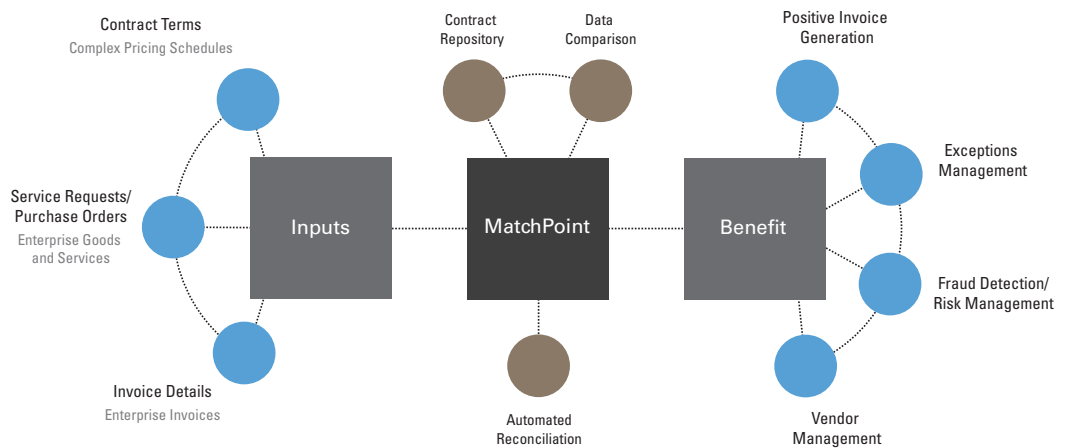 Contract Terms
Complex Pricing Schedules
Service Requests/
Purchase Orders
Enterprise Goods
and Services
Invoice Details
Enterprise Invoices
Inputs
Contract
Repository
Data
Comparison
MatchPoint
Automated
Reconciliation
Benefit
Positive Invoice
Generation
Exceptions
Management
Fraud Detection/
Risk Management
Vendor
Management